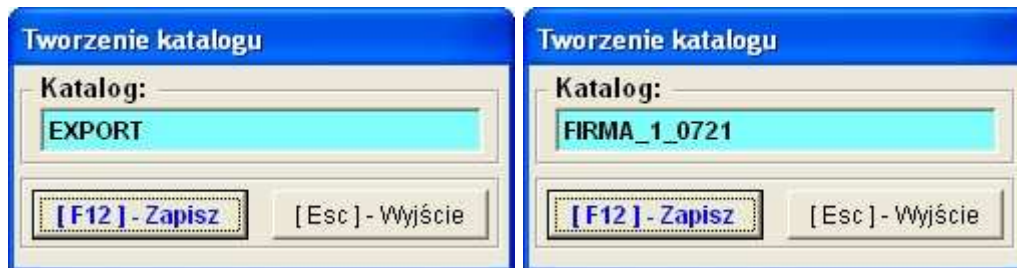 Tworzenie katalogu
Katalog:
EXPORT
[ F12 ] - Zapisz
[ Esc ] - Wyjście
Tworzenie katalogu
Katalog:
FIRMA_1_0721
[ F12 ] - Zapisz
[ Esc ] - Wyjście